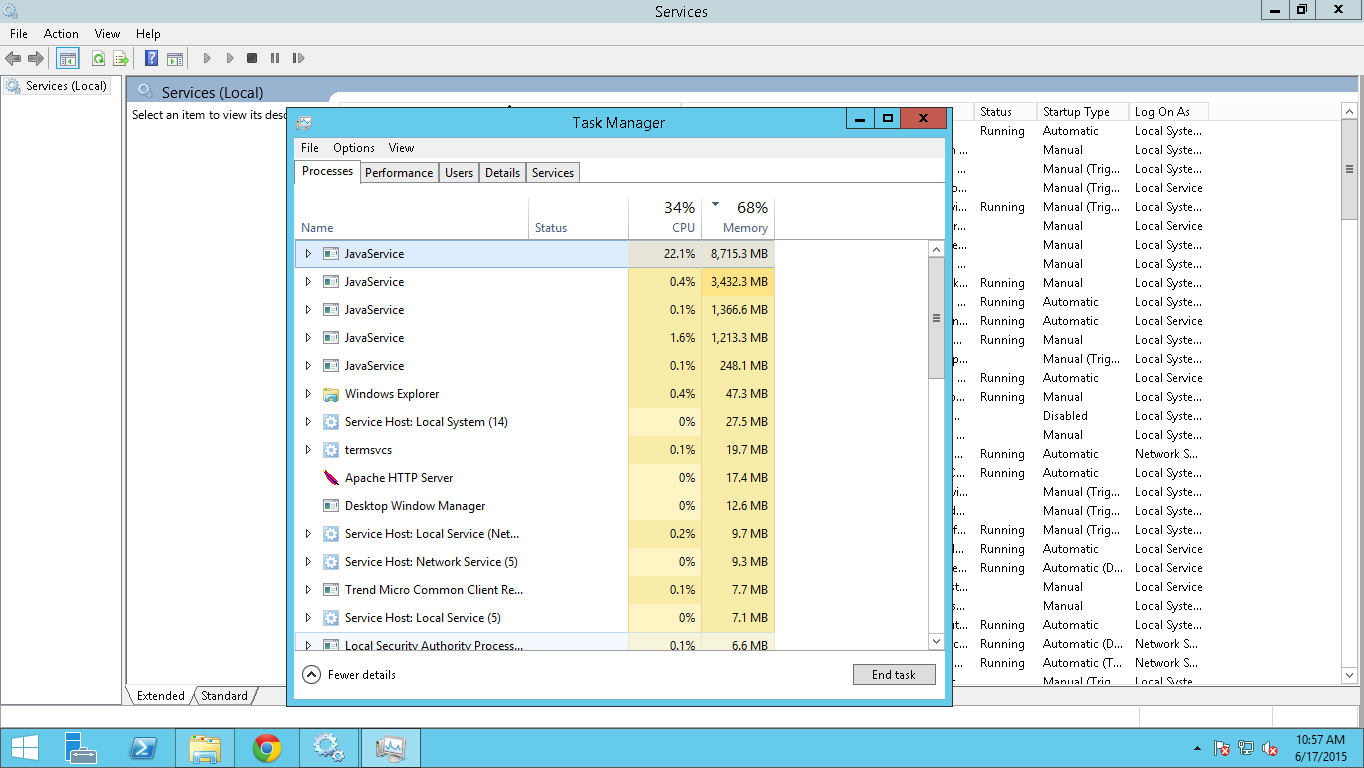 Services
File Action View Help
Services (Local)
Services (Local)
Select an item to view its desc
Status Startup Type Log On As
Running Automatic Local Syste...
Manual Local Syste...
Manual (Trig... Local Syste...
Manual (Trig... Local Service
Running Manual (Trig... Local Syste...
Manual Local Service
Manual Local Syste...
Manual Local Syste...
Running Manual Local Syste...
Running Automatic Local Syste...
Running Automatic Local Service
Running Manual Local Syste...
Manual (Trig... Local Syste...
Running Automatic Local Service
Running Manual Local Syste...
Disabled Local Syste...
Manual Local Syste...
Running Automatic Network S...
Running Automatic Local Syste...
Manual (Trig... Local Syste...
Manual (Trig... Local Syste...
Running Manual (Trig... Local Syste...
Running Automatic Local Service
Running Automatic (D... Local Service
Manual Local Service
Manual Local Syste...
Running Automatic Local Syste...
Running Automatic (D... Network S...
Running Automatic (T... Network S...
Manual (Trig... Local Syste...
Task Manager
File Options View
Processes Performance Users Details Services
34% 68%
Name Status CPU Memory
JavaService 22.1% 8,715.3 MB
JavaService 0.4% 3,432.3 MB
JavaService 0.1% 1,366.6 MB
JavaService 1.6% 1,213.3 MB
JavaService 0.1% 248.1 MB
Windows Explorer 0.4% 47.3 MB
Service Host: Local System (14) 0% 27.5 MB
termsvcs 0.1% 19.7 MB
Apache HTTP Server 0% 17.4 MB
Desktop Window Manager 0% 12.6 MB
Service Host: Local Service (Net... 0.2% 9.7 MB
Service Host: Network Service (5) 0% 9.3 MB
Trend Micro Common Client Re... 0.1% 7.7 MB
Service Host: Local Service (5) 0% 7.1 MB
Local Security Authority Process... 0.1% 6.6 MB
Fewer details End task
Extended Standard
10:57 AM
6/17/2015